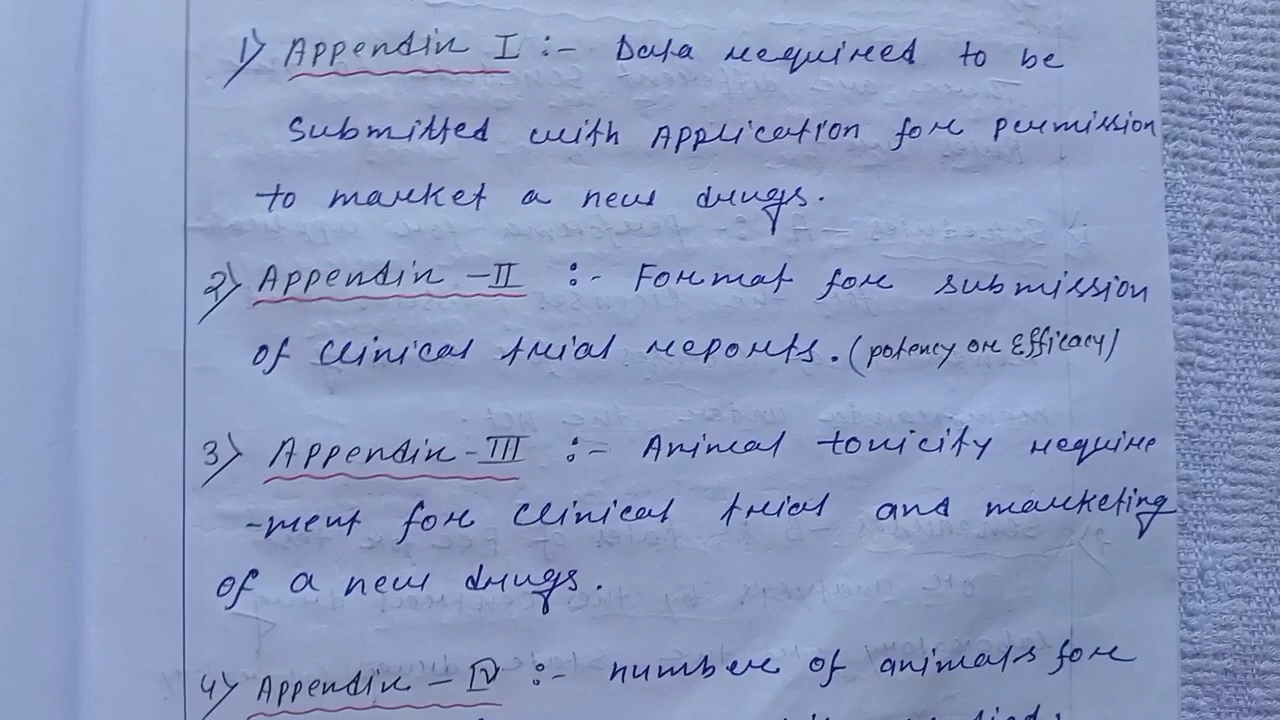 1) Appendix I :- Data required to be
submitted with Application for permission
to market a new drugs.
2) Appendix -II :- Format for submission
of clinical trial reports. (potency or Efficacy)
3) Appendix-III :- Animal toxicity require
-ment for clinical trial and marketing
of a new drugs.
4) Appendix - IV :- number of animals for